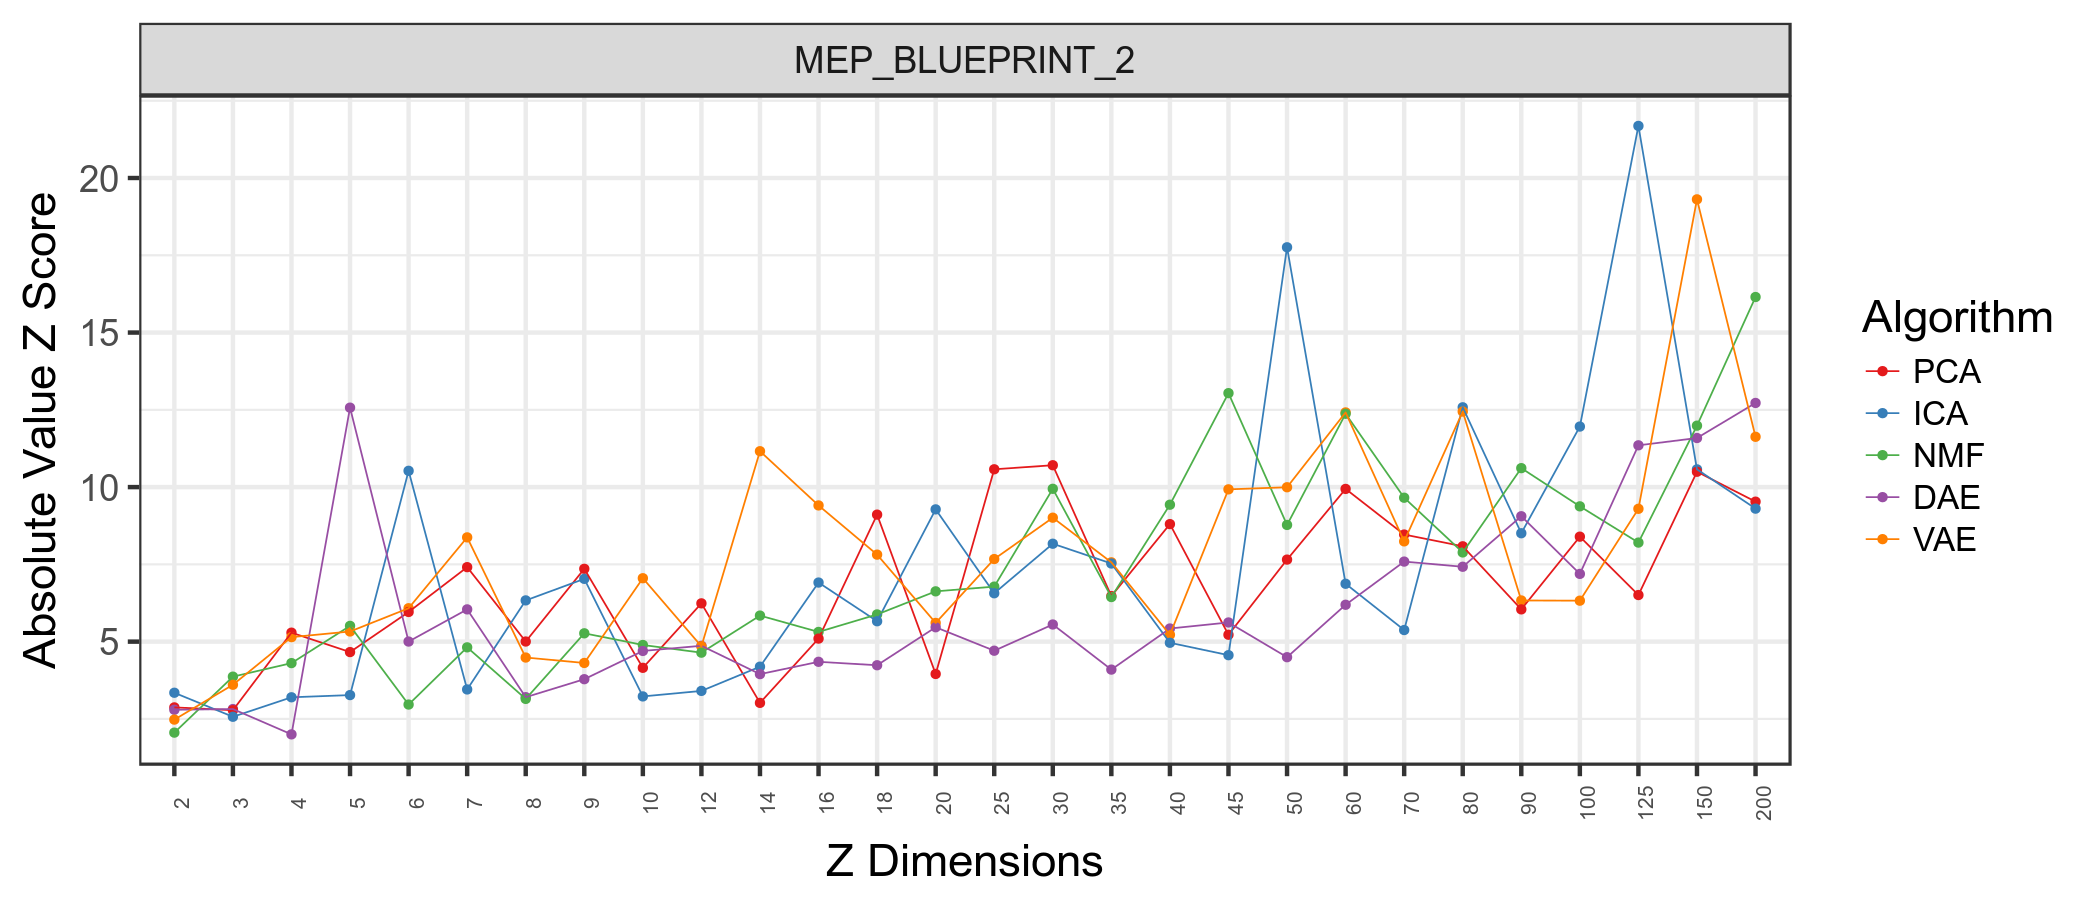 MEP_BLUEPRINT_2
Absolute Value Z Score
20
15
10
5
2 3 4 5 6 7 8 9 10 12 14 16 18 20 25 30 35 40 45 50 60 70 80 90 100 125 150 200
Z Dimensions
Algorithm
PCA
ICA
NMF
DAE
VAE